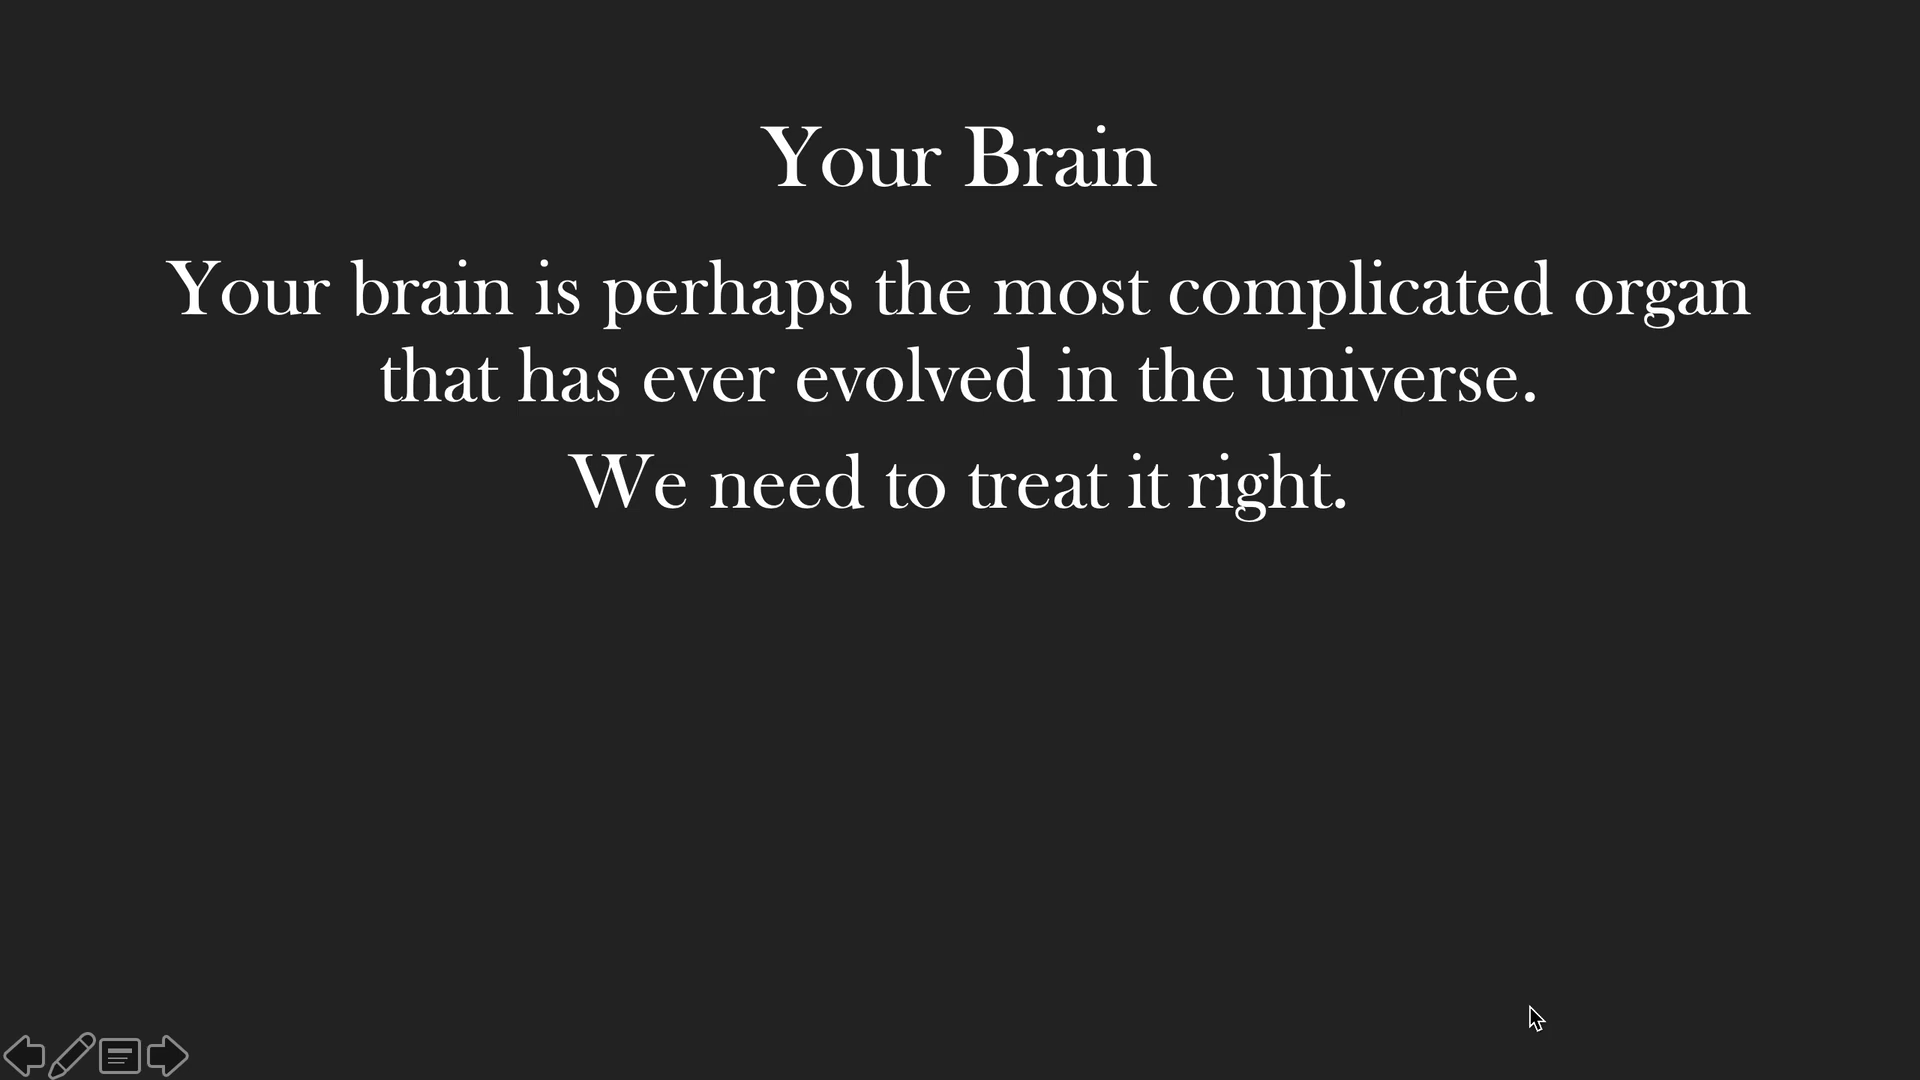 Your Brain
Your brain is perhaps the most complicated organ
that has ever evolved in the universe.
We need to treat it right.